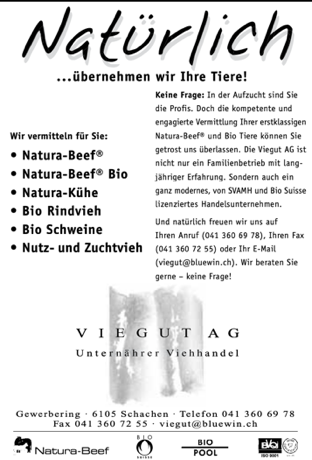 Natürlich
...übernehmen wir Ihre Tiere!
Wir vermitteln für Sie:
• Natura-Beef®
• Natura-Beef® Bio
• Natura-Kühe
• Bio Rindvieh
• Bio Schweine
• Nutz- und Zuchtvieh
Keine Frage: In der Aufzucht sind Sie
die Profis. Doch die kompetente und
engagierte Vermittlung Ihrer erstklassigen
Natura-Beef® und Bio Tiere können Sie
getrost uns überlassen. Die Viegut AG ist
nicht nur ein Familienbetrieb mit lang-
jähriger Erfahrung. Sondern auch ein
ganz modernes, von SVAMH und Bio Suisse
lizenziertes Handelsunternehmen.
Und natürlich freuen wir uns auf
Ihren Anruf (041 360 69 78), Ihren Fax
(041 360 72 55) oder Ihr E-Mail
(viegut@bluewin.ch). Wir beraten Sie
gerne – keine Frage!
VIEGUT AG
Unternährer Viehhandel
Gewerbering · 6105 Schachen · Telefon 041 360 69 78
Fax 041 360 72 55 · viegut@bluewin.ch
Natura-Beef
BIO
SUISSE
BIO
POOL
BVQI
ISO 9001